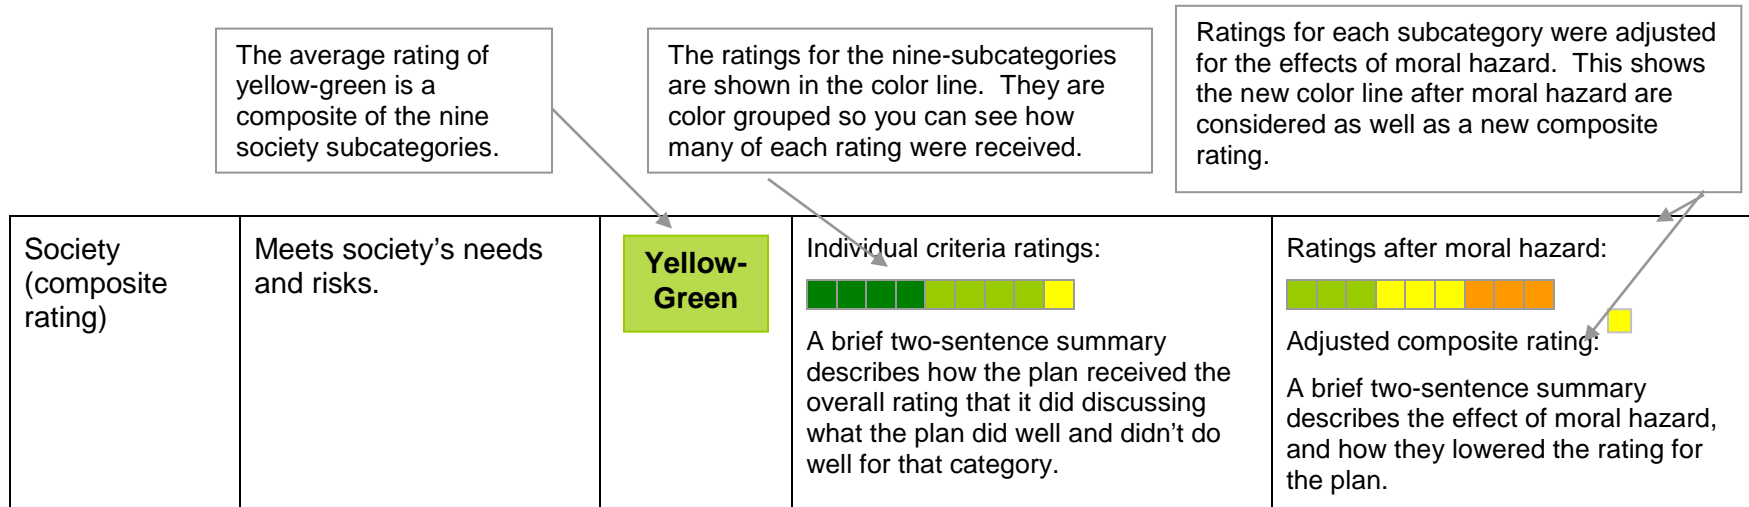 The average rating of
yellow-green is a
composite of the nine
society subcategories.
The ratings for the nine-subcategories
are shown in the color line.  They are
color grouped so you can see how
many of each rating were received.
Ratings for each subcategory were adjusted
for the effects of moral hazard.  This shows
the new color line after moral hazard are
considered as well as a new composite
rating.
Society
(composite
rating)
Meets society’s needs
and risks.
Yellow-
Green
Individual criteria ratings:
A brief two-sentence summary
describes how the plan received the
overall rating that it did discussing
what the plan did well and didn’t do
well for that category.
Ratings after moral hazard:
Adjusted composite rating:
A brief two-sentence summary
describes the effect of moral hazard,
and how they lowered the rating for
the plan.